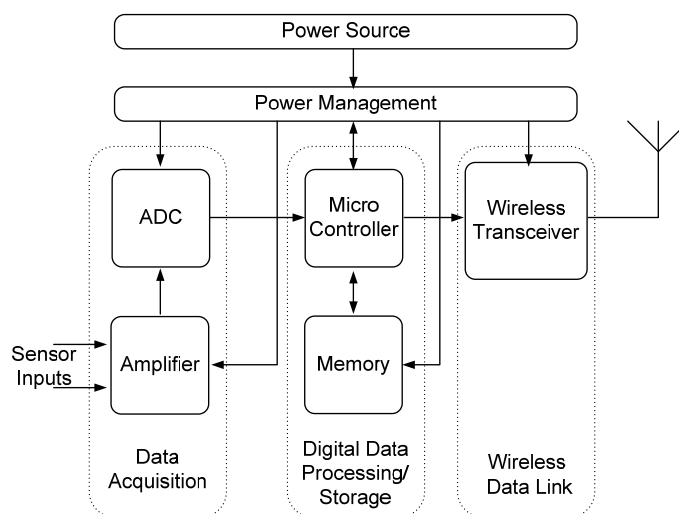 Power Source
Power Management
ADC
Micro
Controller
Wireless
Transceiver
Sensor
Inputs
Amplifier
Memory
Data
Acquisition
Digital Data
Processing/
Storage
Wireless
Data Link